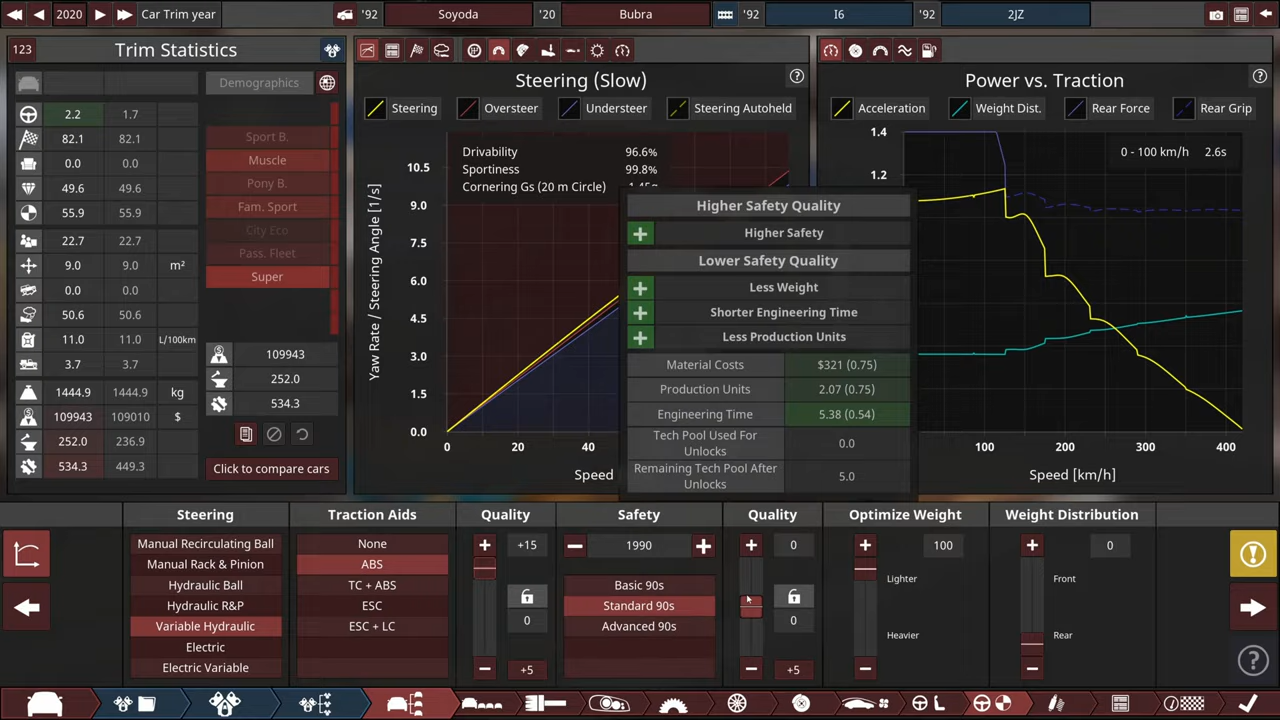 2020 Car Trim year '92 Soyoda '20 Bubra '92 I6 '92 2JZ
123 Trim Statistics
Demographics
2.2 1.7
82.1 82.1
0.0 0.0
49.6 49.6
55.9 55.9
22.7 22.7
9.0 9.0 m²
0.0 0.0
50.6 50.6
11.0 11.0 L/100km
3.7 3.7
1444.9 1444.9 kg
109943 109010 $
252.0 236.9
534.3 449.3
Sport B.
Muscle
Pony B.
Fam. Sport
City Eco
Pass. Fleet
Super
109943
252.0
534.3
Click to compare cars
Steering (Slow)
?
Steering Oversteer Understeer Steering Autoheld
Drivability 96.6%
Sportiness 99.8%
Cornering Gs (20 m Circle) 1.45g
Yaw Rate / Steering Angle [1/s]
10.5
9.0
7.5
6.0
4.5
3.0
1.5
0.0
0 20 40
Speed
Higher Safety Quality
Higher Safety
Lower Safety Quality
Less Weight
Shorter Engineering Time
Less Production Units
Material Costs $321 (0.75)
Production Units 2.07 (0.75)
Engineering Time 5.38 (0.54)
Tech Pool Used For
Unlocks 0.0
Remaining Tech Pool After
Unlocks 5.0
Power vs. Traction
?
Acceleration Weight Dist. Rear Force Rear Grip
1.4
1.2
0 - 100 km/h 2.6s
100 200 300 400
Speed [km/h]
Steering
Manual Recirculating Ball
Manual Rack & Pinion
Hydraulic Ball
Hydraulic R&P
Variable Hydraulic
Electric
Electric Variable
Traction Aids
None
ABS
TC + ABS
ESC
ESC + LC
Quality
+15
0
+5
Safety
1990
Basic 90s
Standard 90s
Advanced 90s
Quality
0
0
+5
Optimize Weight
100
Lighter
Heavier
Weight Distribution
0
Front
Rear
?